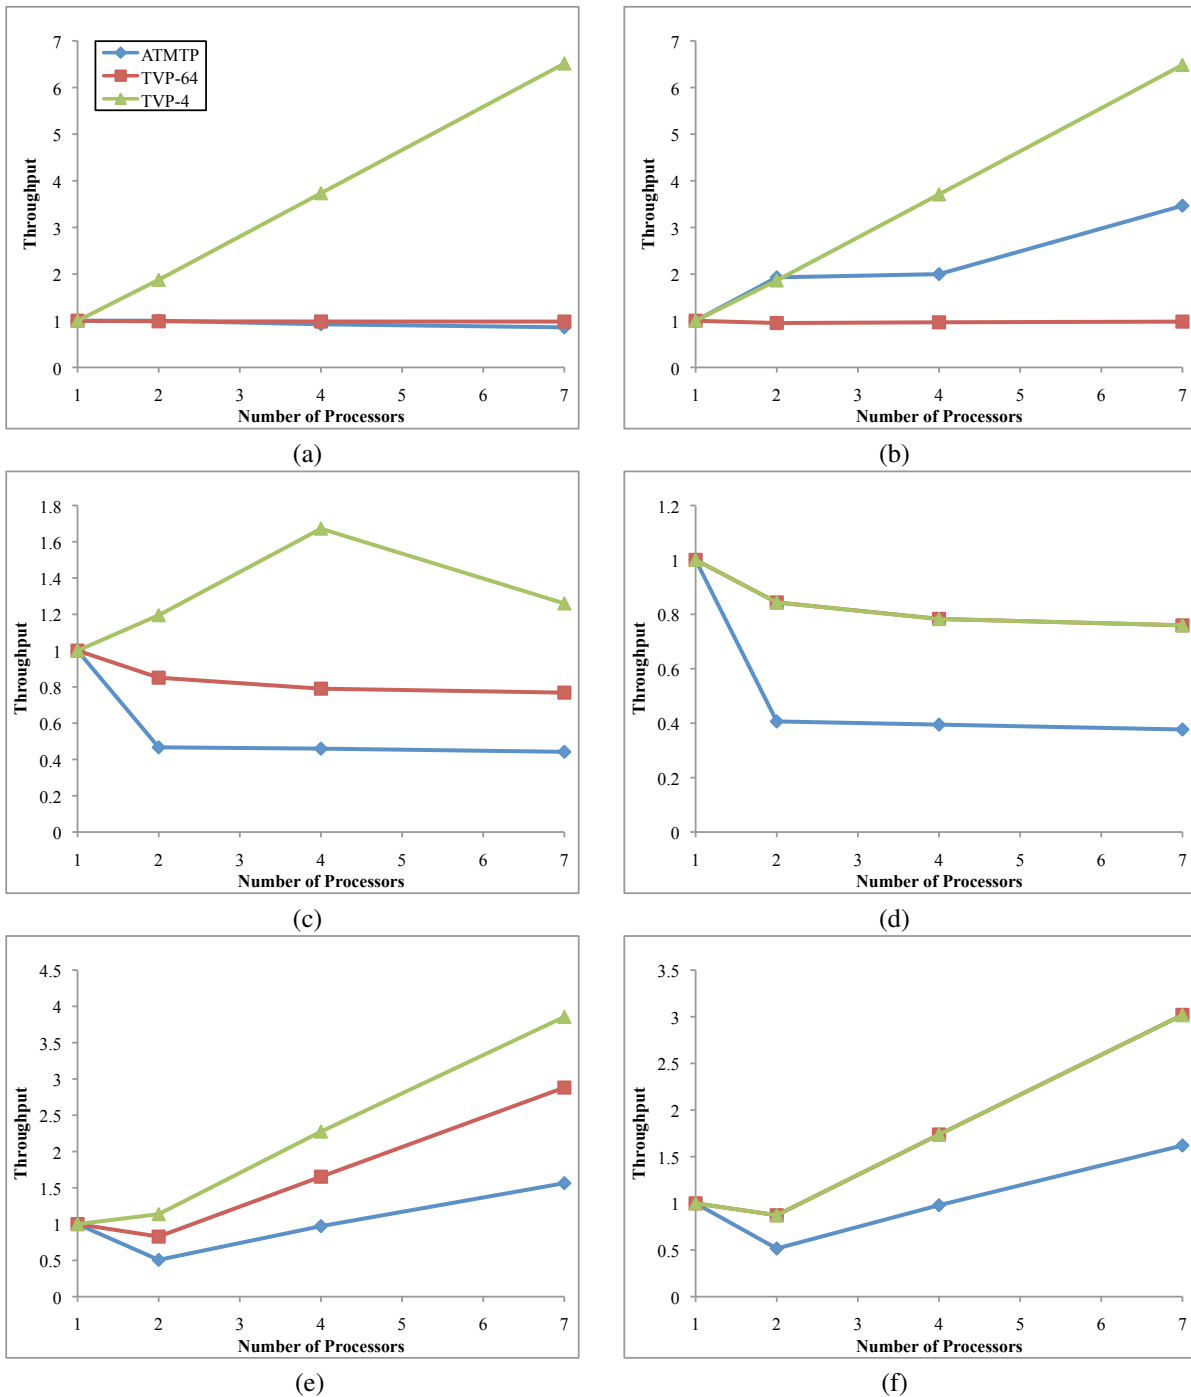 7
6
5
4
3
2
1
0
Throughput
ATMTP
TVP-64
TVP-4
1 2 3 4 5 6 7
Number of Processors
(a)
7
6
5
4
3
2
1
0
Throughput
1 2 3 4 5 6 7
Number of Processors
(b)
1.8
1.6
1.4
1.2
1
0.8
0.6
0.4
0.2
0
Throughput
1 2 3 4 5 6 7
Number of Processors
(c)
1.2
1
0.8
0.6
0.4
0.2
0
Throughput
1 2 3 4 5 6 7
Number of Processors
(d)
4.5
4
3.5
3
2.5
2
1.5
1
0.5
0
Throughput
1 2 3 4 5 6 7
Number of Processors
(e)
3.5
3
2.5
2
1.5
1
0.5
0
Throughput
1 2 3 4 5 6 7
Number of Processors
(f)